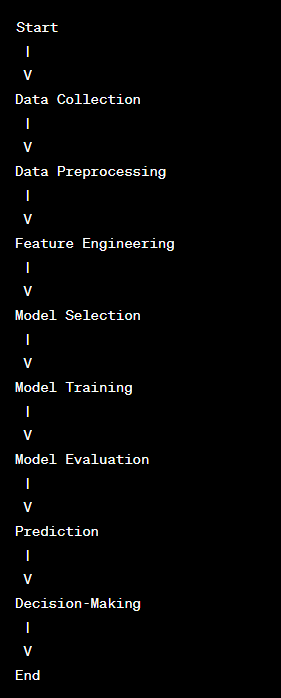 Start
|
V
Data Collection
|
V
Data Preprocessing
|
V
Feature Engineering
|
V
Model Selection
|
V
Model Training
|
V
Model Evaluation
|
V
Prediction
|
V
Decision-Making
|
V
End